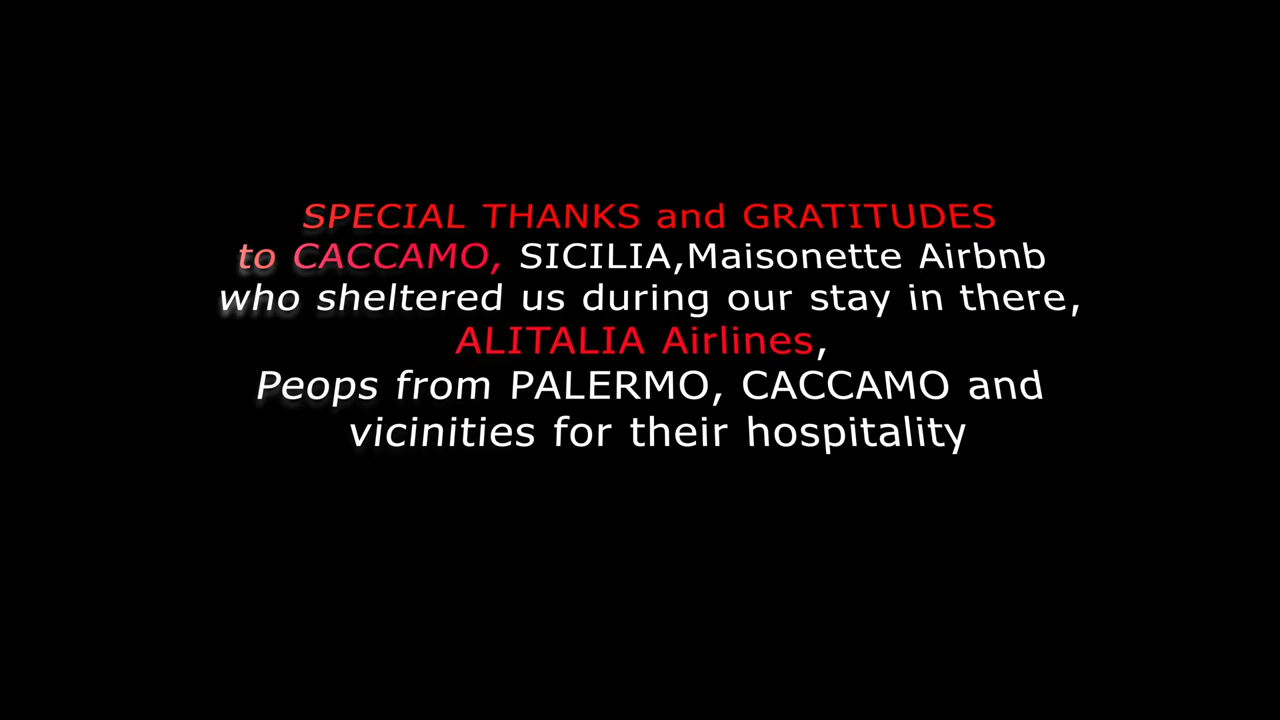 SPECIAL THANKS and GRATITUDES
to CACCAMO, SICILIA,Maisonette Airbnb
who sheltered us during our stay in there,
ALITALIA Airlines,
Peops from PALERMO, CACCAMO and
vicinities for their hospitality